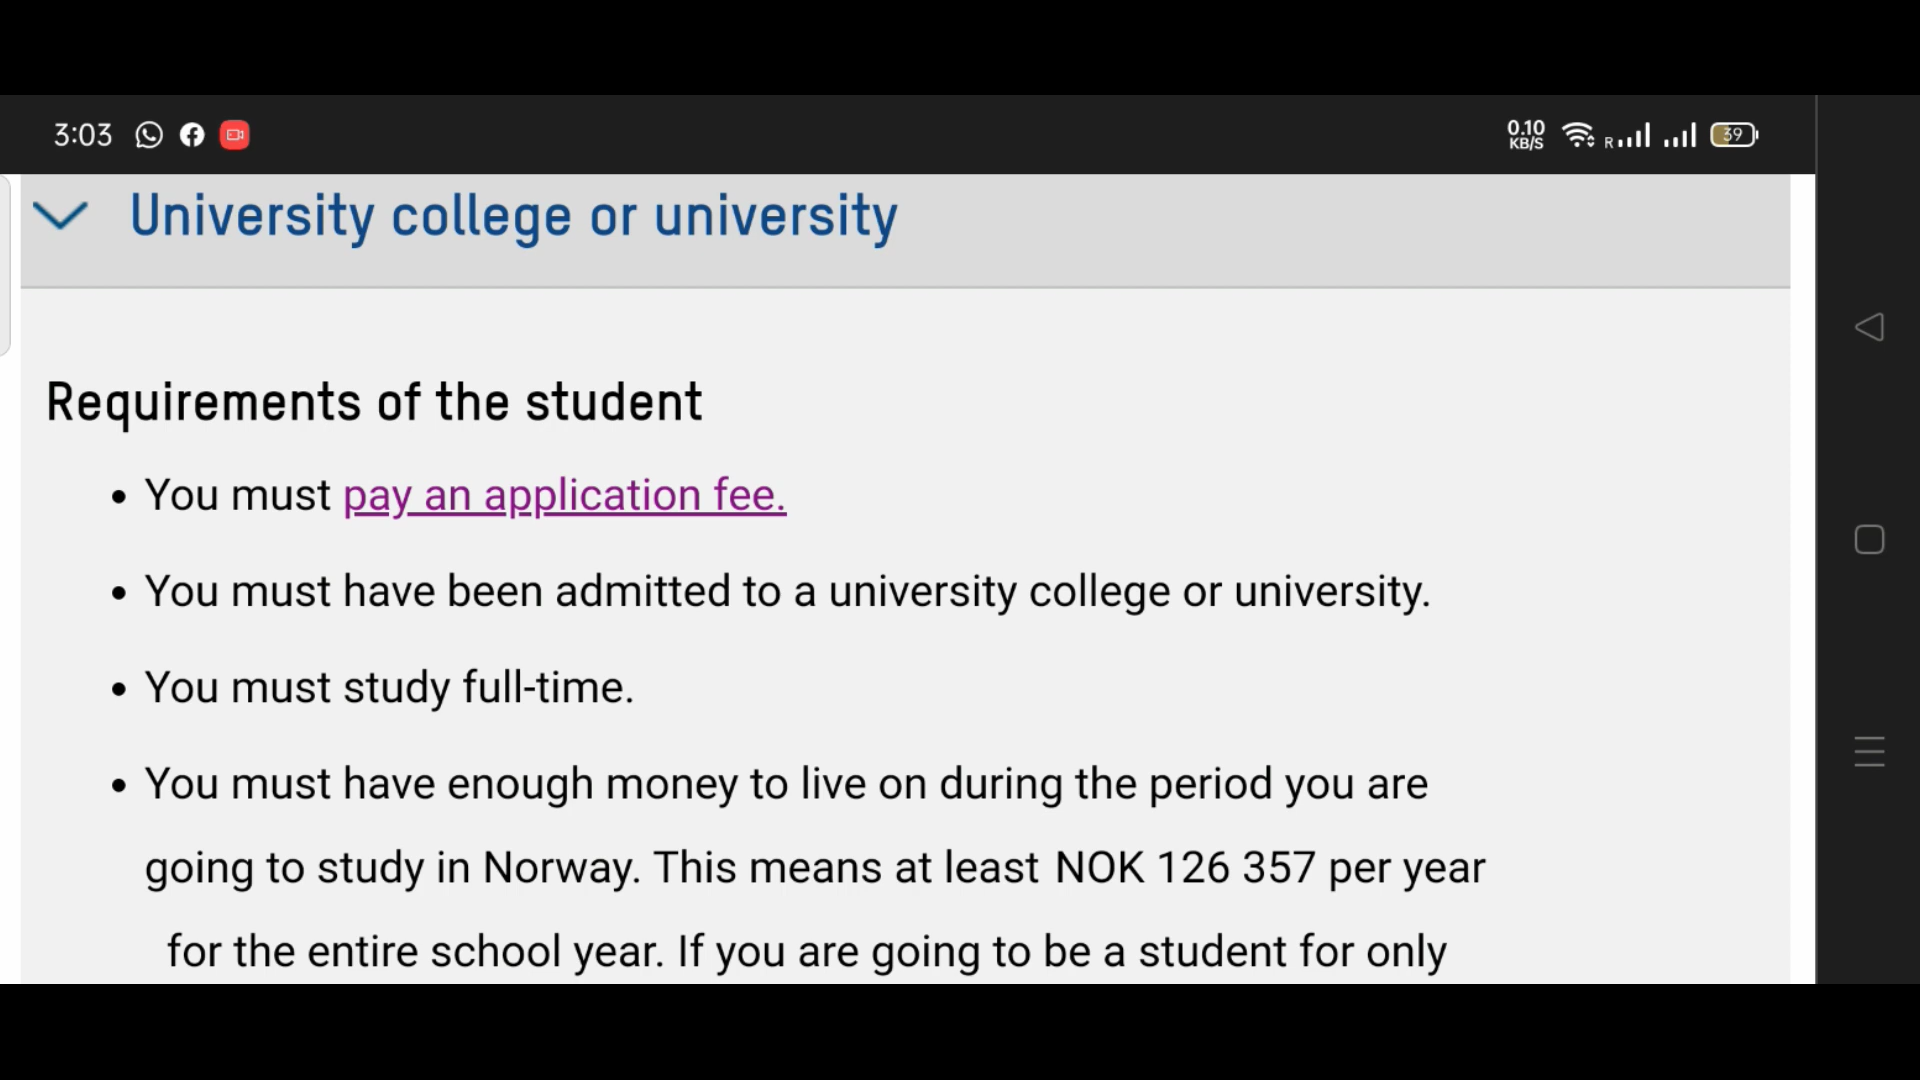 3:03
0.10
KB/S
R
39
University college or university
Requirements of the student
• You must pay an application fee.
• You must have been admitted to a university college or university.
• You must study full-time.
• You must have enough money to live on during the period you are
going to study in Norway. This means at least NOK 126 357 per year
for the entire school year. If you are going to be a student for only